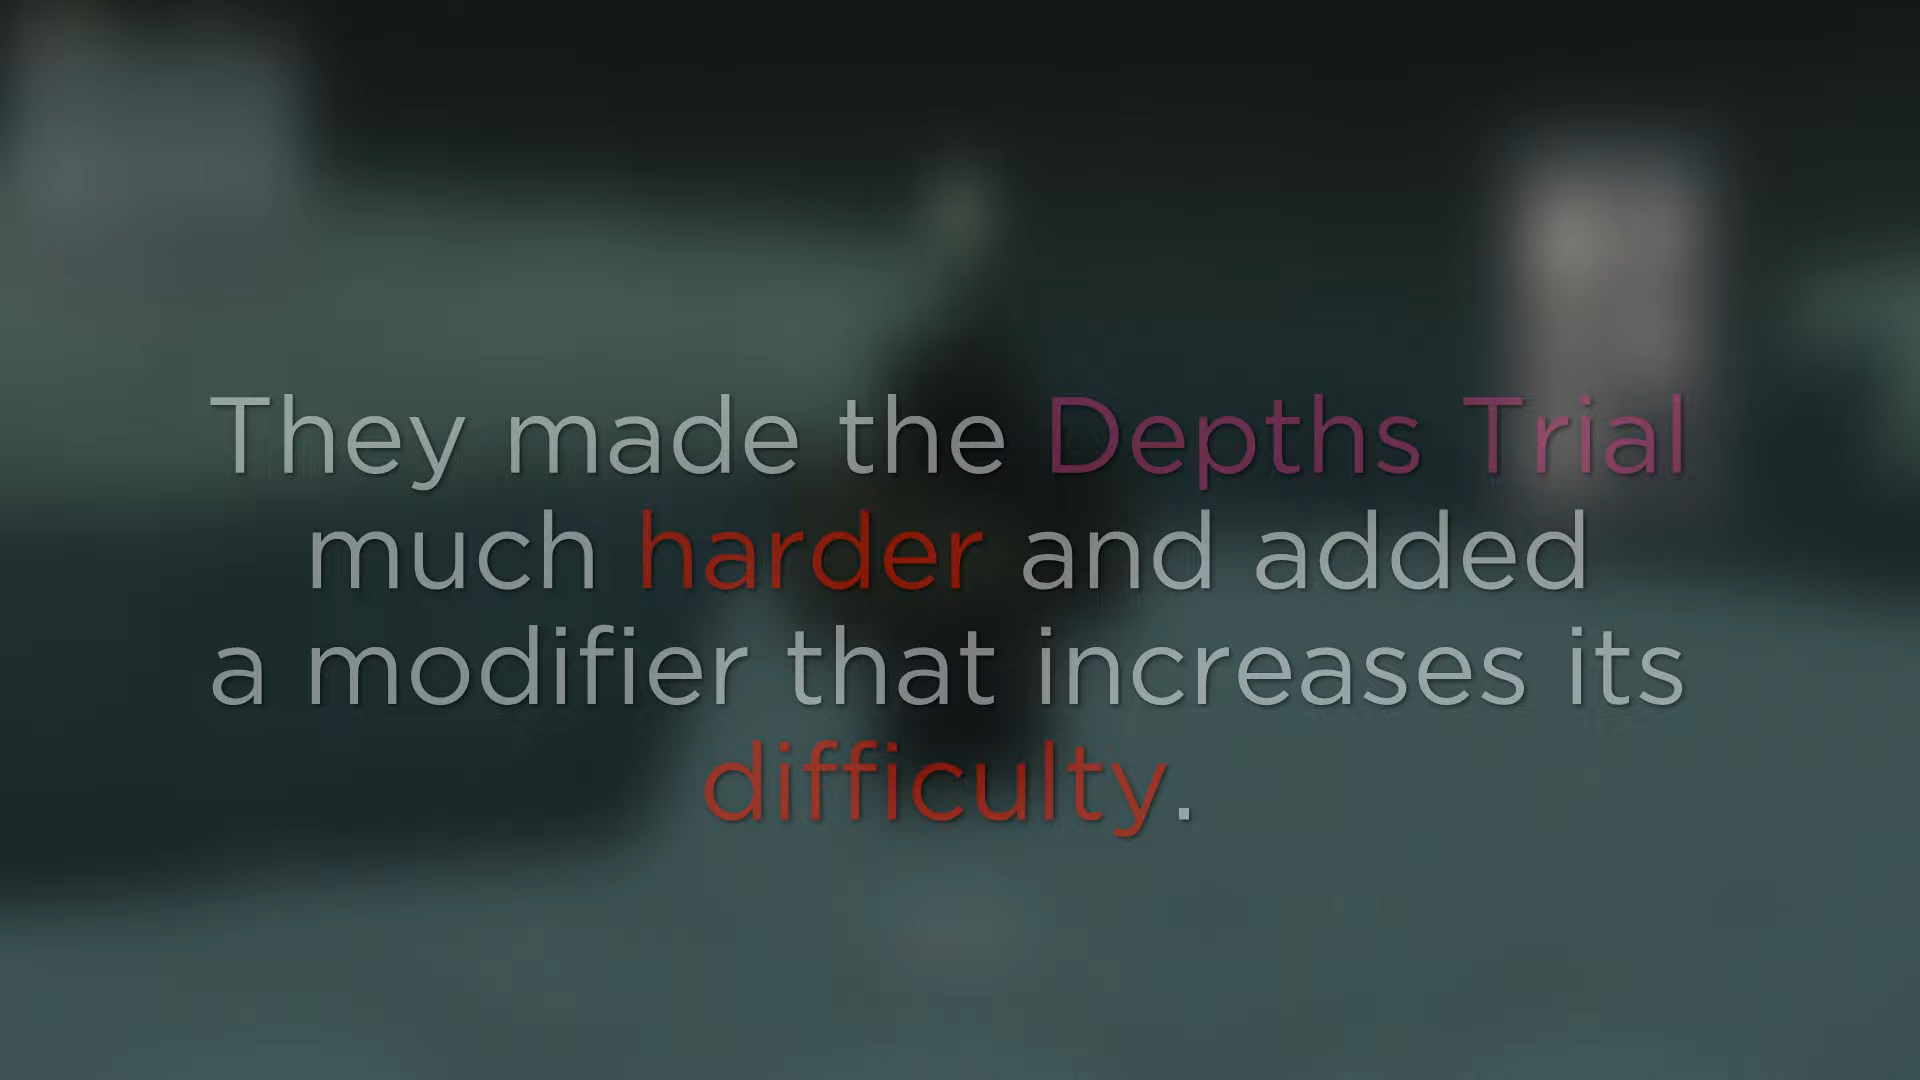 They made the Depths Trial
much harder and added
a modifier that increases its
difficulty.